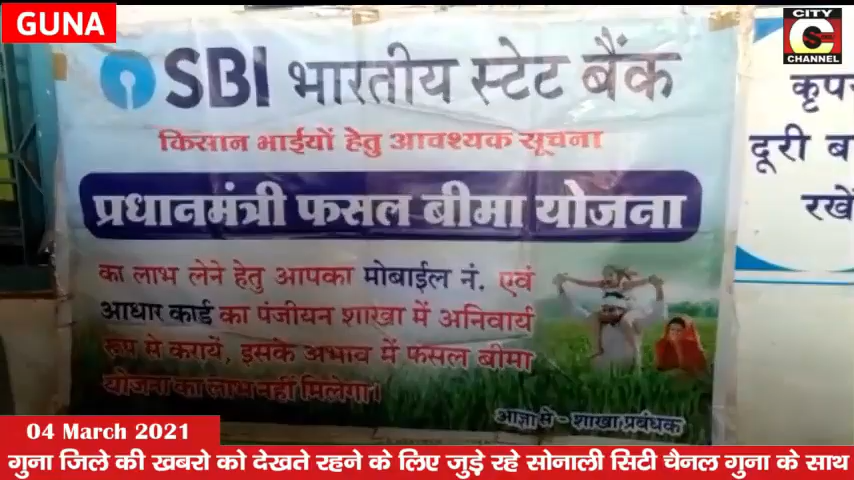 GUNA
CITY
CHANNEL
SBI भारतीय स्टेट बैंक
किसान भाईयों हेतु आवश्यक सूचना
प्रधानमंत्री फसल बीमा योजना
का लाभ लेने हेतु आपका मोबाईल नं. एवं
आधार कार्ड का पंजीयन शाखा में अनिवार्य
रूप से करायें, इसके अभाव में फसल बीमा
योजना का लाभ नहीं मिलेगा।
आज्ञा से - शाखा प्रबंधक
दूरी
रखें
04 March 2021
गुना जिले की खबरो को देखते रहने के लिए जुड़े रहे सोनाली सिटी चैनल गुना के साथ